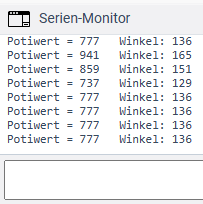 Serien-Monitor
Potiwert = 777   Winkel: 136
Potiwert = 941   Winkel: 165
Potiwert = 859   Winkel: 151
Potiwert = 737   Winkel: 129
Potiwert = 777   Winkel: 136
Potiwert = 777   Winkel: 136
Potiwert = 777   Winkel: 136
Potiwert = 777   Winkel: 136